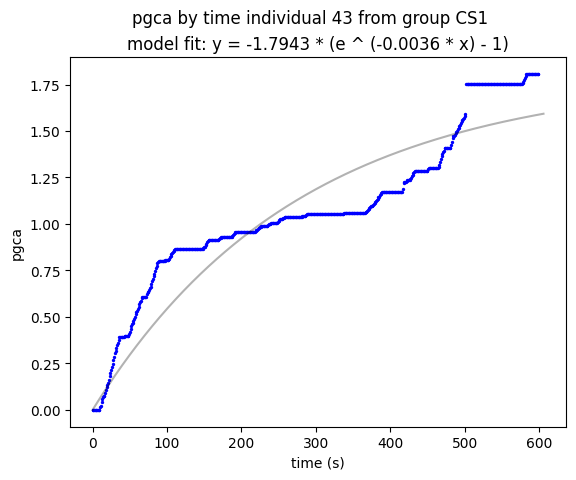 pgca by time individual 43 from group CS1
model fit: y = -1.7943 * (e ^ (-0.0036 * x) - 1)
1.75
1.50
1.25
1.00
0.75
0.50
0.25
0.00
pgca
0 100 200 300 400 500 600
time (s)